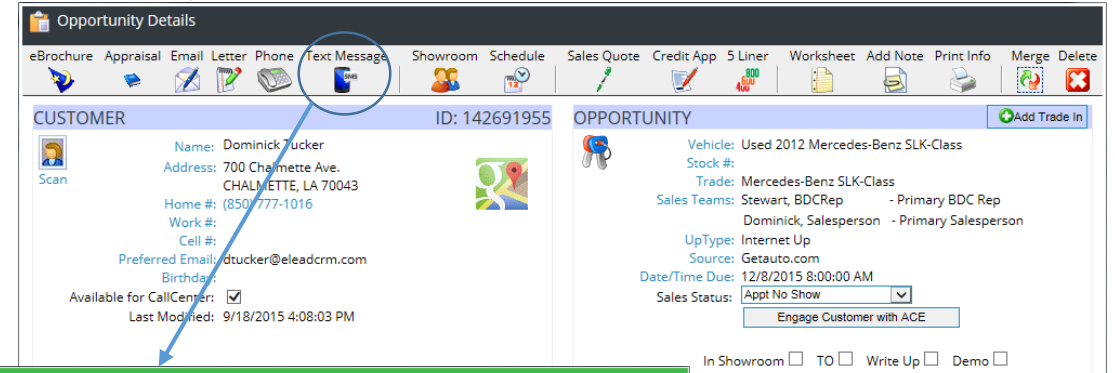 Opportunity Details
eBrochure Appraisal Email Letter Phone Text Message Showroom Schedule Sales Quote Credit App 5 Liner Worksheet Add Note Print Info Merge Delete
SMS
12
800
600
400
CUSTOMER ID: 142691955
Scan
Name: Dominick Tucker
Address: 700 Chalmette Ave.
CHALMETTE, LA 70043
Home #: (850) 777-1016
Work #:
Cell #:
Preferred Email: dtucker@eleadcrm.com
Birthday:
Available for CallCenter:
Last Modified: 9/18/2015 4:08:03 PM
OPPORTUNITY Add Trade In
Vehicle: Used 2012 Mercedes-Benz SLK-Class
Stock #:
Trade: Mercedes-Benz SLK-Class
Sales Teams: Stewart, BDCRep - Primary BDC Rep
Dominick, Salesperson - Primary Salesperson
UpType: Internet Up
Source: Getauto.com
Date/Time Due: 12/8/2015 8:00:00 AM
Sales Status: Appt No Show
Engage Customer with ACE
In Showroom TO Write Up Demo